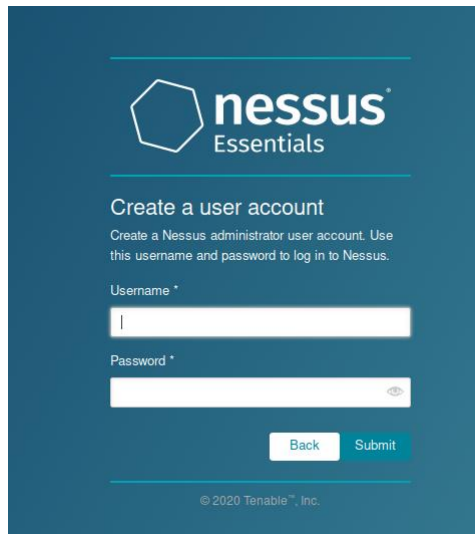 nessus®
Essentials
Create a user account
Create a Nessus administrator user account. Use
this username and password to log in to Nessus.
Username *
Password *
Back Submit
© 2020 Tenable™, Inc.